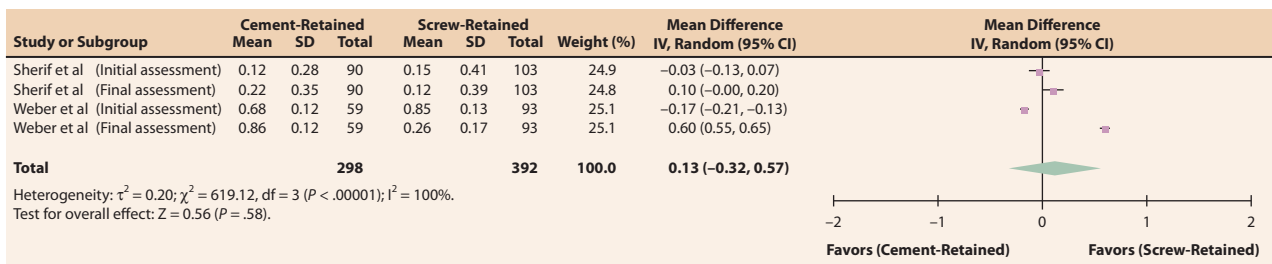 Cement-Retained Screw-Retained Mean Difference Mean Difference
Study or Subgroup Mean SD Total Mean SD Total Weight (%) IV, Random (95% CI) IV, Random (95% CI)
Sherif et al (Initial assessment) 0.12 0.28 90 0.15 0.41 103 24.9 –0.03 (–0.13, 0.07)
Sherif et al (Final assessment) 0.22 0.35 90 0.12 0.39 103 24.8 0.10 (–0.00, 0.20)
Weber et al (Initial assessment) 0.68 0.12 59 0.85 0.13 93 25.1 –0.17 (–0.21, –0.13)
Weber et al (Final assessment) 0.86 0.12 59 0.26 0.17 93 25.1 0.60 (0.55, 0.65)
Total 298 392 100.0 0.13 (–0.32, 0.57)
Heterogeneity: τ² = 0.20; χ² = 619.12, df = 3 (P < .00001); I² = 100%.
Test for overall effect: Z = 0.56 (P = .58).
–2 –1 0 1 2
Favors (Cement-Retained) Favors (Screw-Retained)